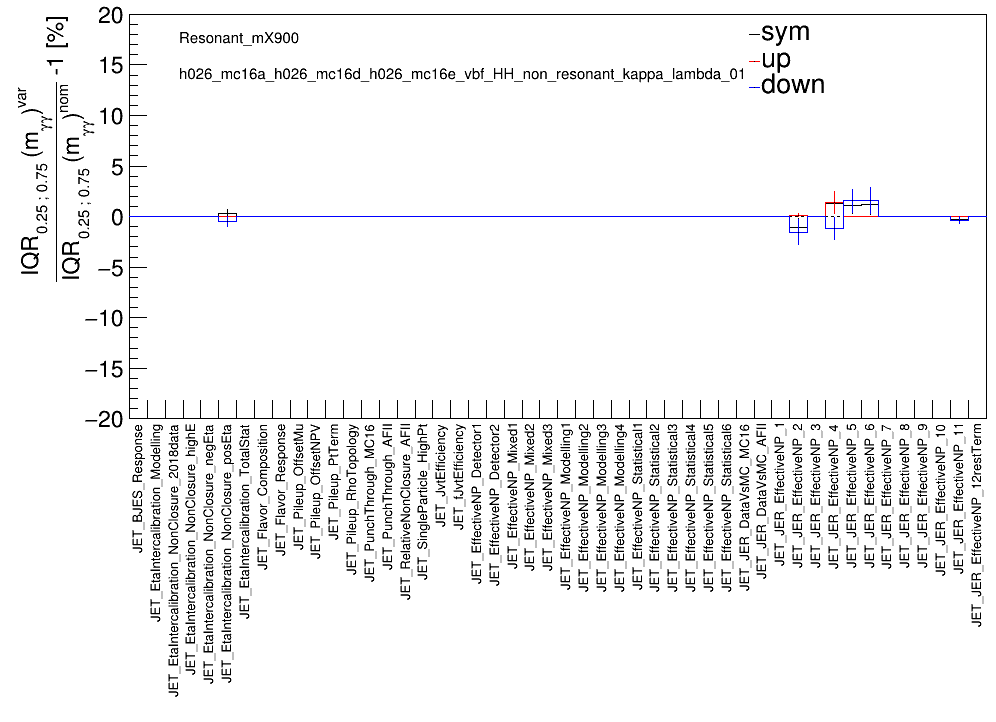 IQR0.25 ; 0.75 (mγγ)var
IQR0.25 ; 0.75 (mγγ)nom -1 [%]
20
15
10
5
0
−5
−10
−15
−20
Resonant_mX900
h026_mc16a_h026_mc16d_h026_mc16e_vbf_HH_non_resonant_kappa_lambda_01
sym
up
down
JET_BJES_Response
JET_EtaIntercalibration_Modelling
JET_EtaIntercalibration_NonClosure_2018data
JET_EtaIntercalibration_NonClosure_highE
JET_EtaIntercalibration_NonClosure_negEta
JET_EtaIntercalibration_NonClosure_posEta
JET_EtaIntercalibration_TotalStat
JET_Flavor_Composition
JET_Flavor_Response
JET_Pileup_OffsetMu
JET_Pileup_OffsetNPV
JET_Pileup_PtTerm
JET_Pileup_RhoTopology
JET_PunchThrough_MC16
JET_PunchThrough_AFII
JET_RelativeNonClosure_AFII
JET_SingleParticle_HighPt
JET_JvtEfficiency
JET_fJvtEfficiency
JET_EffectiveNP_Detector1
JET_EffectiveNP_Detector2
JET_EffectiveNP_Mixed1
JET_EffectiveNP_Mixed2
JET_EffectiveNP_Mixed3
JET_EffectiveNP_Modelling1
JET_EffectiveNP_Modelling2
JET_EffectiveNP_Modelling3
JET_EffectiveNP_Modelling4
JET_EffectiveNP_Statistical1
JET_EffectiveNP_Statistical2
JET_EffectiveNP_Statistical3
JET_EffectiveNP_Statistical4
JET_EffectiveNP_Statistical5
JET_EffectiveNP_Statistical6
JET_JER_DataVsMC_MC16
JET_JER_DataVsMC_AFII
JET_JER_EffectiveNP_1
JET_JER_EffectiveNP_2
JET_JER_EffectiveNP_3
JET_JER_EffectiveNP_4
JET_JER_EffectiveNP_5
JET_JER_EffectiveNP_6
JET_JER_EffectiveNP_7
JET_JER_EffectiveNP_8
JET_JER_EffectiveNP_9
JET_JER_EffectiveNP_10
JET_JER_EffectiveNP_11
JET_JER_EffectiveNP_12restTerm